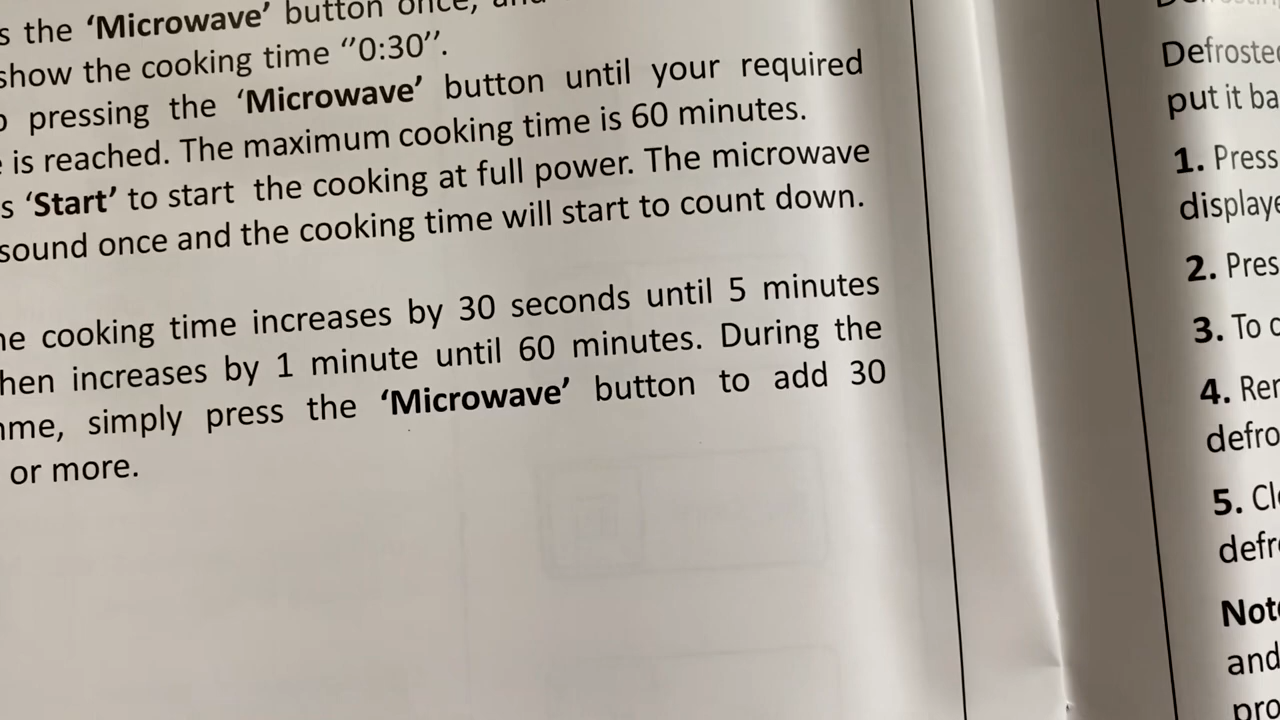 s the ‘Microwave’ button once, and
show the cooking time “0:30”.
pressing the ‘Microwave’ button until your required
is reached. The maximum cooking time is 60 minutes.
s ‘Start’ to start the cooking at full power. The microwave
sound once and the cooking time will start to count down.
he cooking time increases by 30 seconds until 5 minutes
hen increases by 1 minute until 60 minutes. During the
me, simply press the ‘Microwave’ button to add 30
or more.
Defroste
put it ba
1. Press
displaye
2. Pres
3. To
4. Rer
defro
5. Cl
defr
Not
and
pro